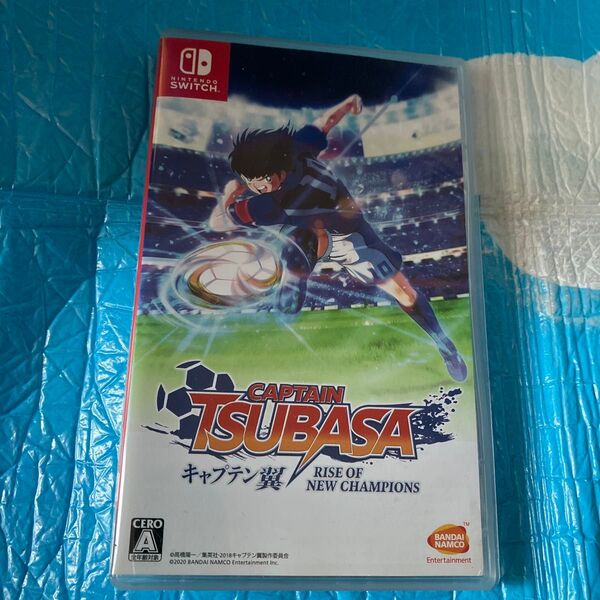 NINTENDO
SWITCH.
CAPTAIN
TSUBASA
キャプテン翼
RISE OF
NEW CHAMPIONS
CERO
A
全年齢対象
©高橋陽一/集英社・2018キャプテン翼製作委員会
©2020 BANDAI NAMCO Entertainment Inc.
BANDAI
NAMCO
TM
Entertainment